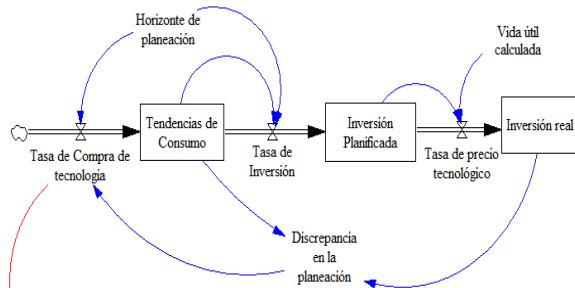 Horizonte de
planeación
Vida útil
calculada
Tendencias de
Consumo
Inversión
Planificada
Inversión real
Tasa de Compra de
tecnología
Tasa de
Inversión
Tasa de precio
tecnológico
Discrepancia
en la
planeación